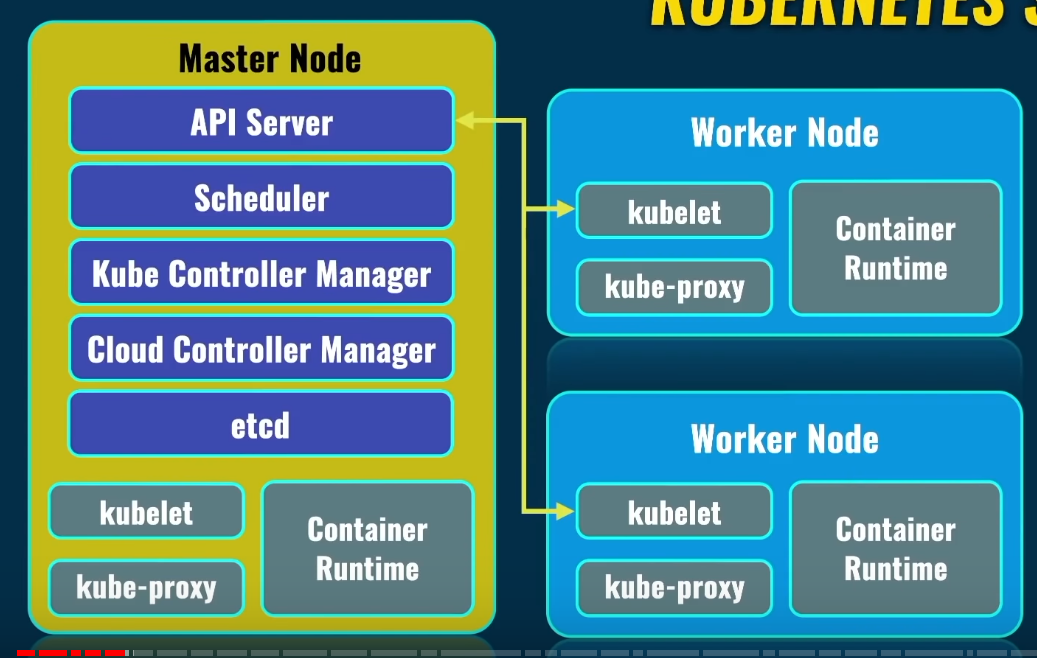 KUBERNETES
Master Node
API Server
Scheduler
Kube Controller Manager
Cloud Controller Manager
etcd
kubelet
kube-proxy
Container
Runtime
Worker Node
kubelet
kube-proxy
Container
Runtime
Worker Node
kubelet
kube-proxy
Container
Runtime